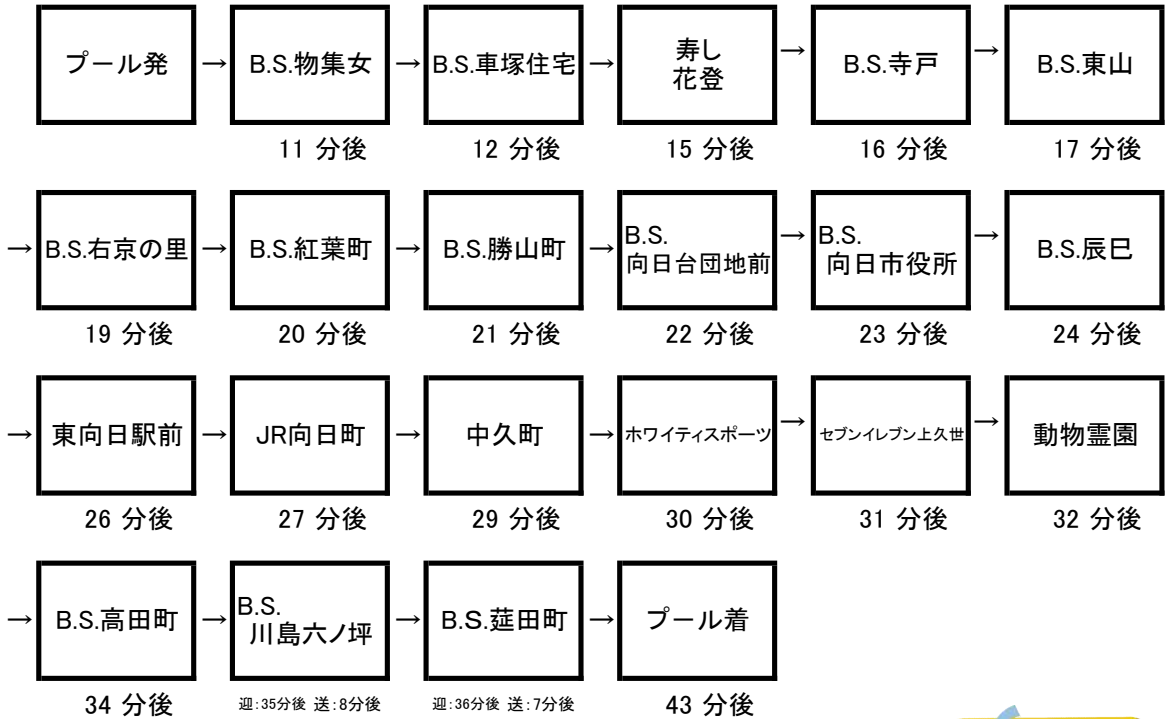 プール発 → B.S.物集女 → B.S.車塚住宅 → 寿し 花登 → B.S.寺戸 → B.S.東山
11 分後 12 分後 15 分後 16 分後 17 分後
→ B.S.右京の里 → B.S.紅葉町 → B.S.勝山町 → B.S. 向日台団地前 → B.S. 向日市役所 → B.S.辰巳
19 分後 20 分後 21 分後 22 分後 23 分後 24 分後
→ 東向日駅前 → JR向日町 → 中久町 → ホワイティスポーツ → セブンイレブン上久世 → 動物霊園
26 分後 27 分後 29 分後 30 分後 31 分後 32 分後
→ B.S.高田町 → B.S. 川島六ノ坪 → B.S.莚田町 → プール着
34 分後 迎:35分後 送:8分後 迎:36分後 送:7分後 43 分後